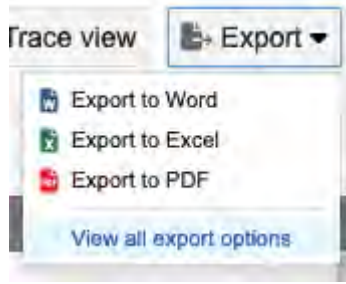 Trace view Export
Export to Word
Export to Excel
Export to PDF
View all export options